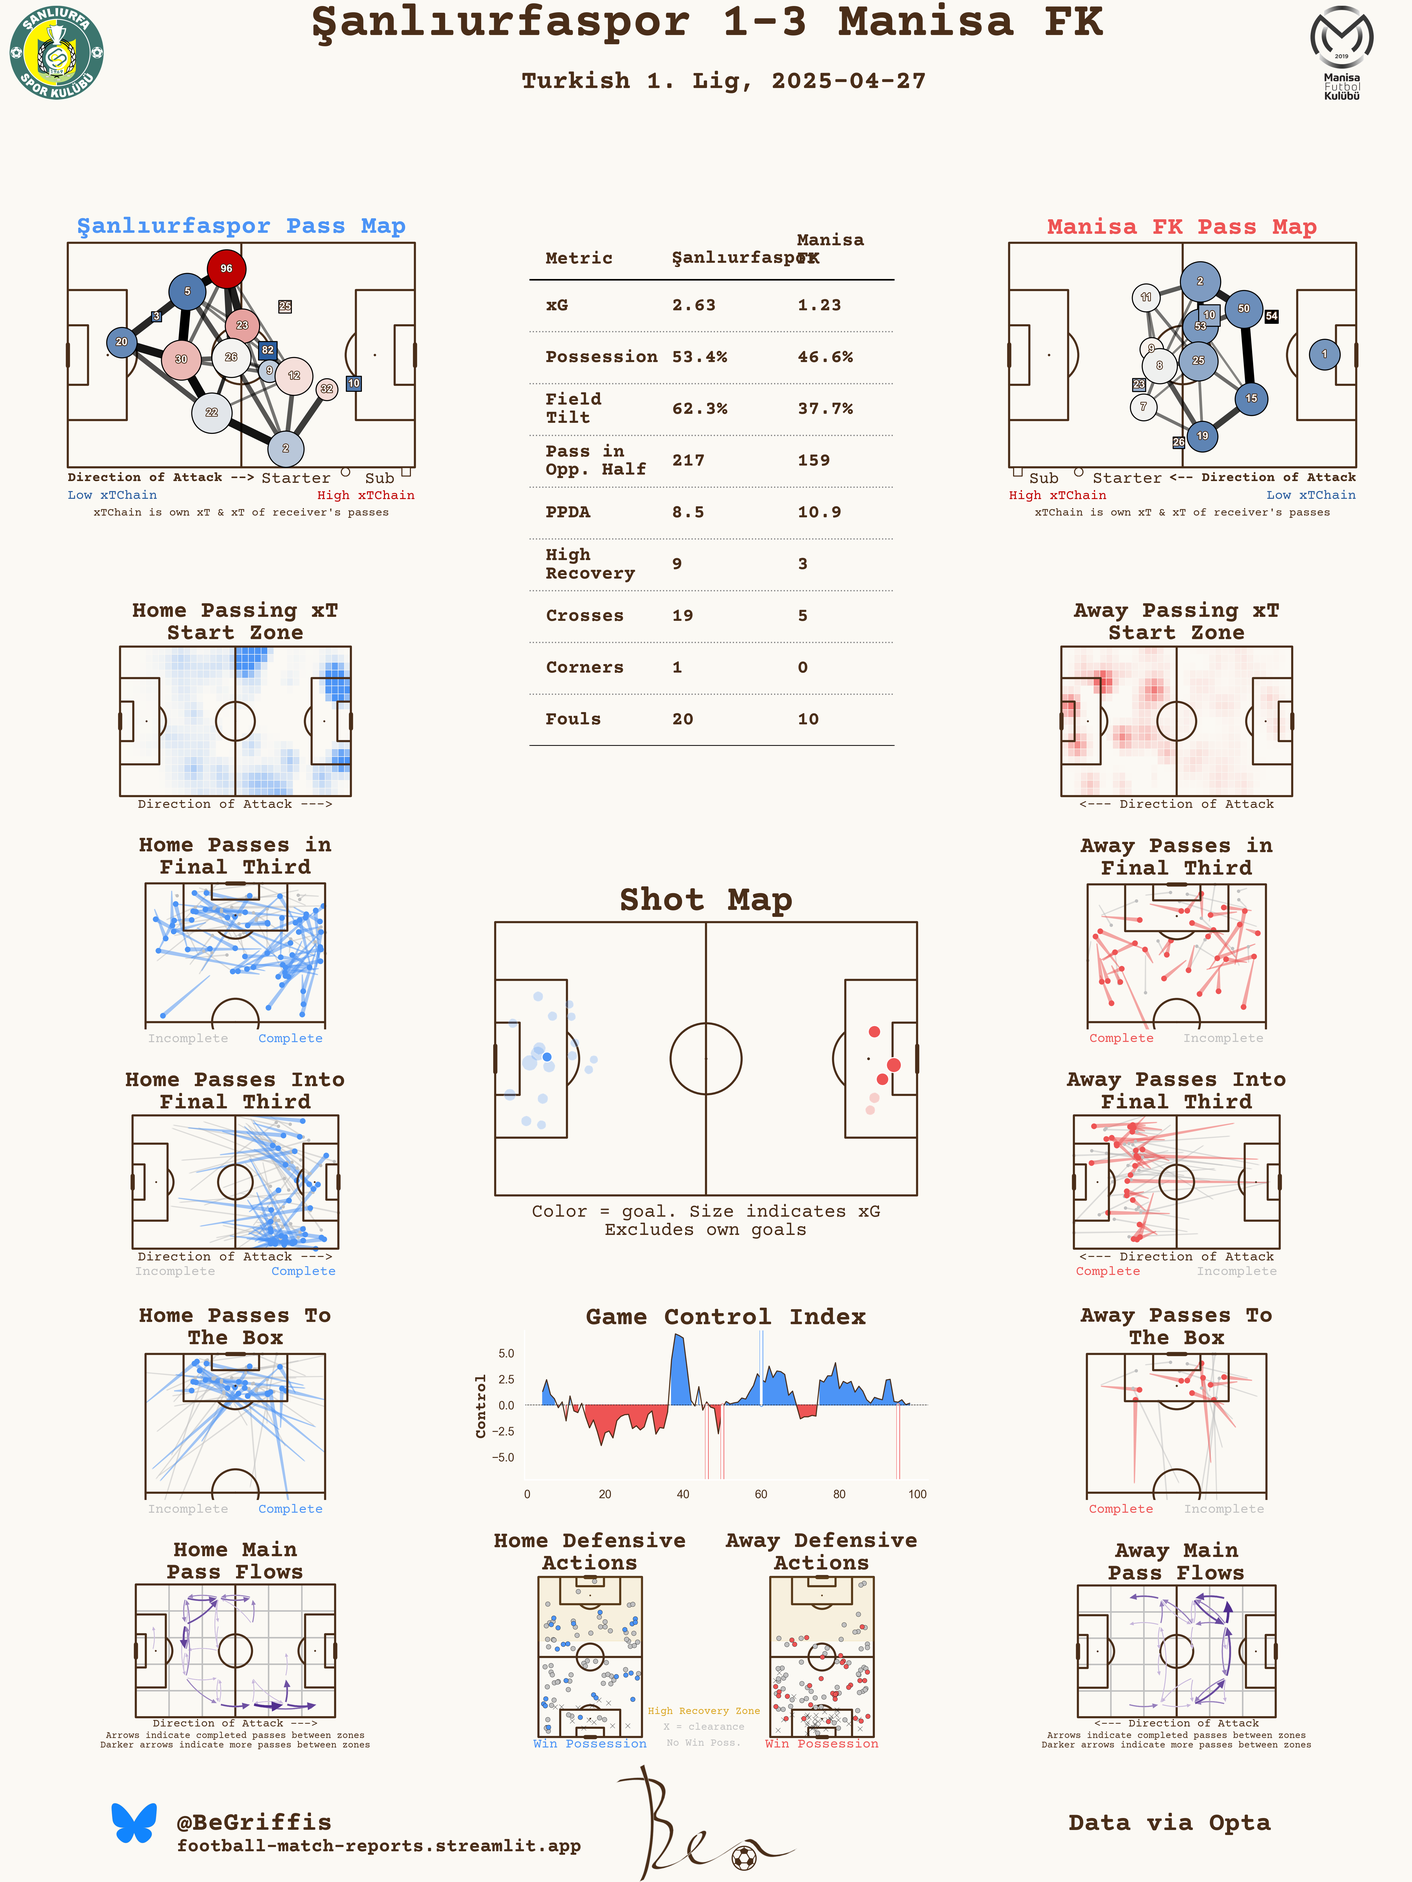 Şanlıurfaspor 1-3 Manisa FK
Turkish 1. Lig, 2025-04-27
ŞANLIURFA
SPOR KULÜBÜ
2019
Manisa
Futbol
Kulübü
Şanlıurfaspor Pass Map
96
5
25
3
23
20
82
30
26
9
12
32
10
22
2
Direction of Attack --> Starter Sub
Low xTChain High xTChain
xTChain is own xT & xT of receiver's passes
Metric Şanlıurfaspor Manisa FK
xG 2.63 1.23
Possession 53.4% 46.6%
Field Tilt 62.3% 37.7%
Pass in Opp. Half 217 159
PPDA 8.5 10.9
High Recovery 9 3
Crosses 19 5
Corners 1 0
Fouls 20 10
Manisa FK Pass Map
2
11
50
10
54
53
9
1
8
25
23
15
7
19
26
Sub Starter <-- Direction of Attack
High xTChain Low xTChain
xTChain is own xT & xT of receiver's passes
Home Passing xT
Start Zone
Direction of Attack --->
Away Passing xT
Start Zone
<--- Direction of Attack
Home Passes in
Final Third
Incomplete Complete
Shot Map
Color = goal. Size indicates xG
Excludes own goals
Away Passes in
Final Third
Complete Incomplete
Home Passes Into
Final Third
Direction of Attack --->
Incomplete Complete
Away Passes Into
Final Third
<--- Direction of Attack
Complete Incomplete
Home Passes To
The Box
Incomplete Complete
Game Control Index
Control
5.0
2.5
0.0
−2.5
−5.0
0 20 40 60 80 100
Away Passes To
The Box
Complete Incomplete
Home Main
Pass Flows
Direction of Attack --->
Arrows indicate completed passes between zones
Darker arrows indicate more passes between zones
Home Defensive
Actions
Win Possession
High Recovery Zone
X = clearance
No Win Poss.
Away Defensive
Actions
Win Possession
Away Main
Pass Flows
<--- Direction of Attack
Arrows indicate completed passes between zones
Darker arrows indicate more passes between zones
@BeGriffis
football-match-reports.streamlit.app
Ben
Data via Opta